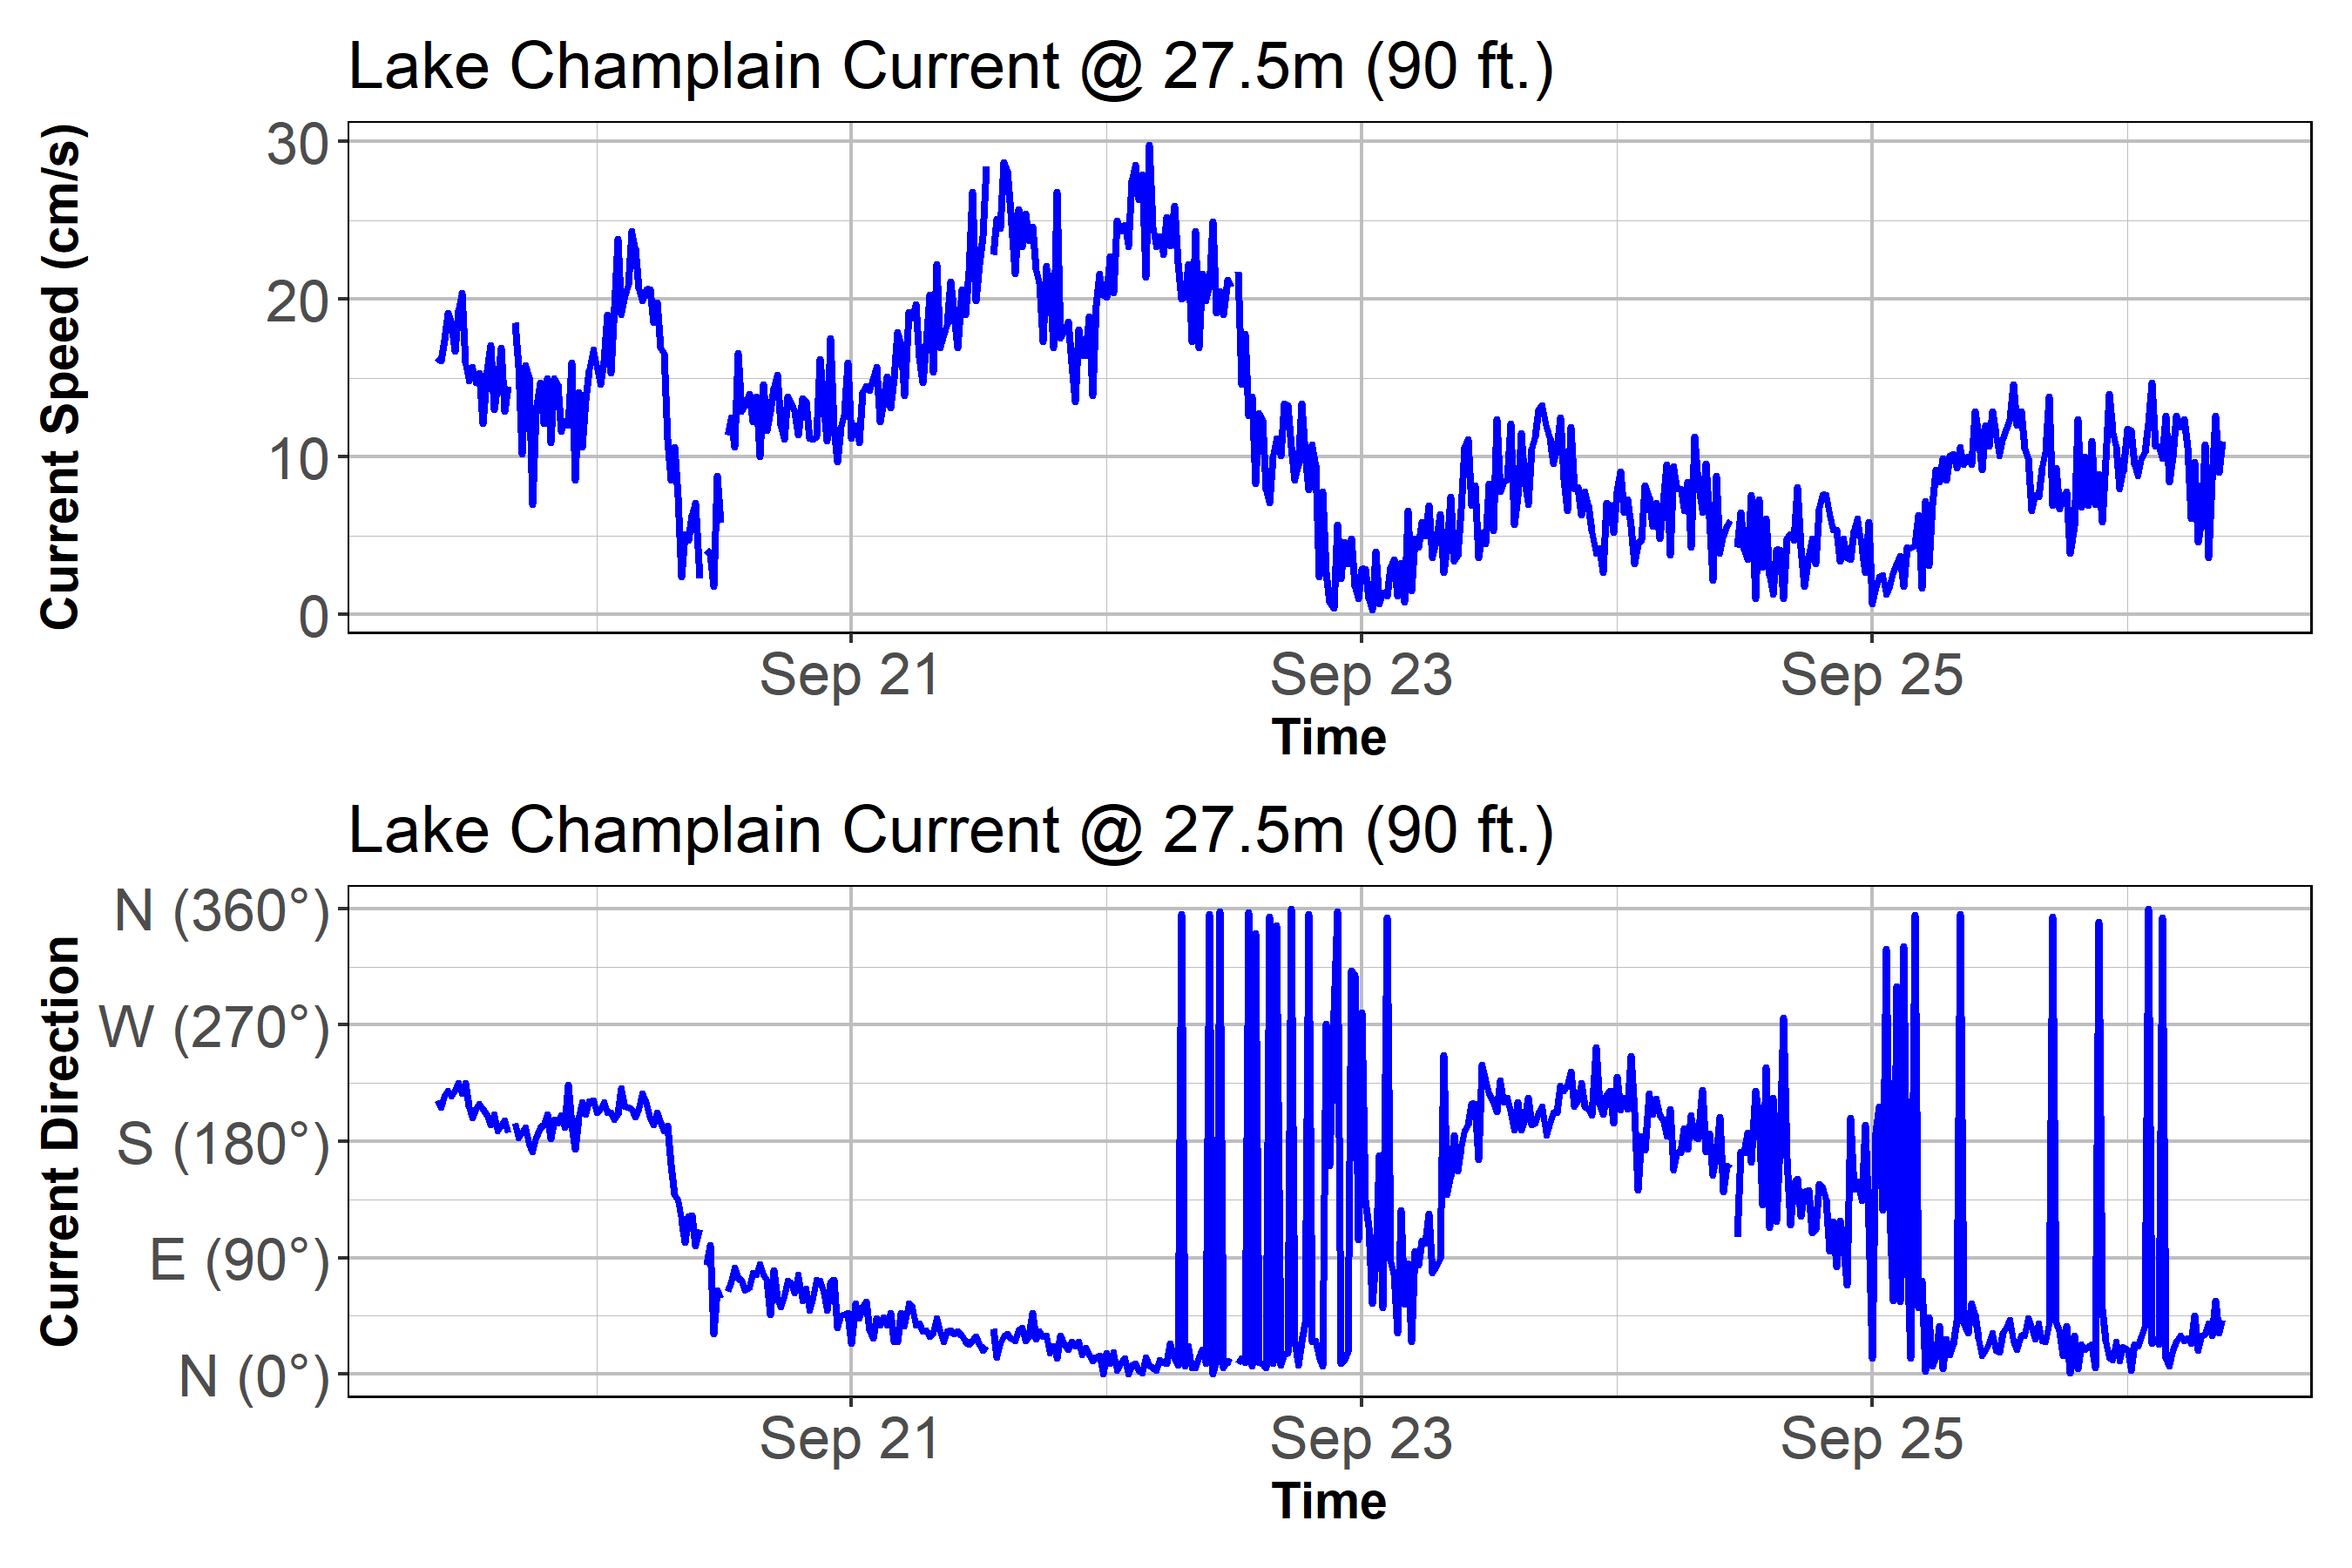 Lake Champlain Current @ 27.5m (90 ft.)
Current Speed (cm/s)
30
20
10
0
Sep 21 Sep 23 Sep 25
Time
Lake Champlain Current @ 27.5m (90 ft.)
Current Direction
N (360°)
W (270°)
S (180°)
E (90°)
N (0°)
Sep 21 Sep 23 Sep 25
Time